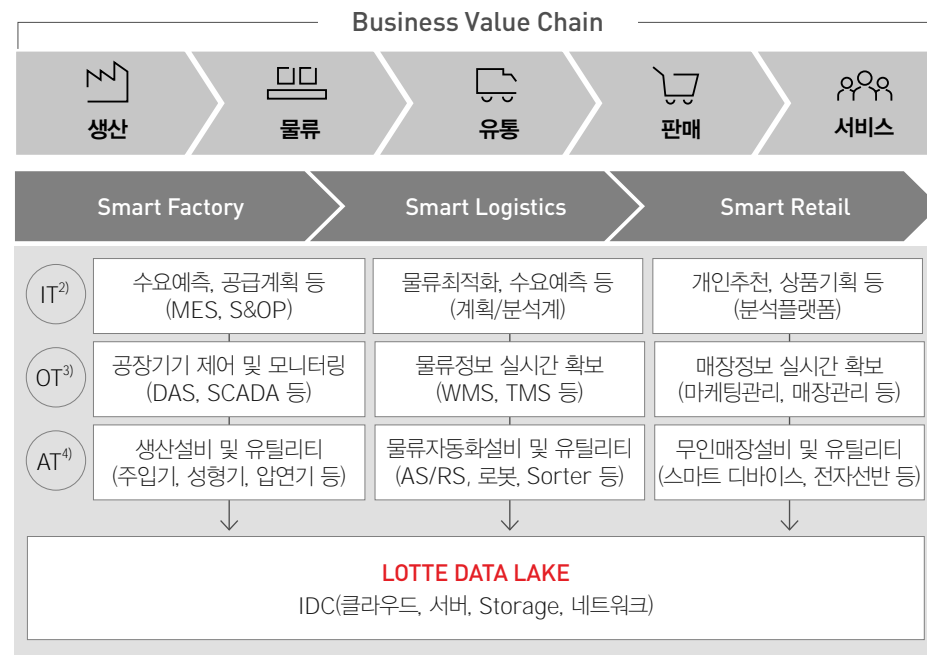 Business Value Chain
생산
물류
유통
판매
서비스
Smart Factory
Smart Logistics
Smart Retail
IT2)
수요예측, 공급계획 등
(MES, S&OP)
물류최적화, 수요예측 등
(계획/분석계)
개인추천, 상품기획 등
(분석플랫폼)
OT3)
공장기기 제어 및 모니터링
(DAS, SCADA 등)
물류정보 실시간 확보
(WMS, TMS 등)
매장정보 실시간 확보
(마케팅관리, 매장관리 등)
AT4)
생산설비 및 유틸리티
(주입기, 성형기, 압연기 등)
물류자동화설비 및 유틸리티
(AS/RS, 로봇, Sorter 등)
무인매장설비 및 유틸리티
(스마트 디바이스, 전자선반 등)
LOTTE DATA LAKE
IDC(클라우드, 서버, Storage, 네트워크)